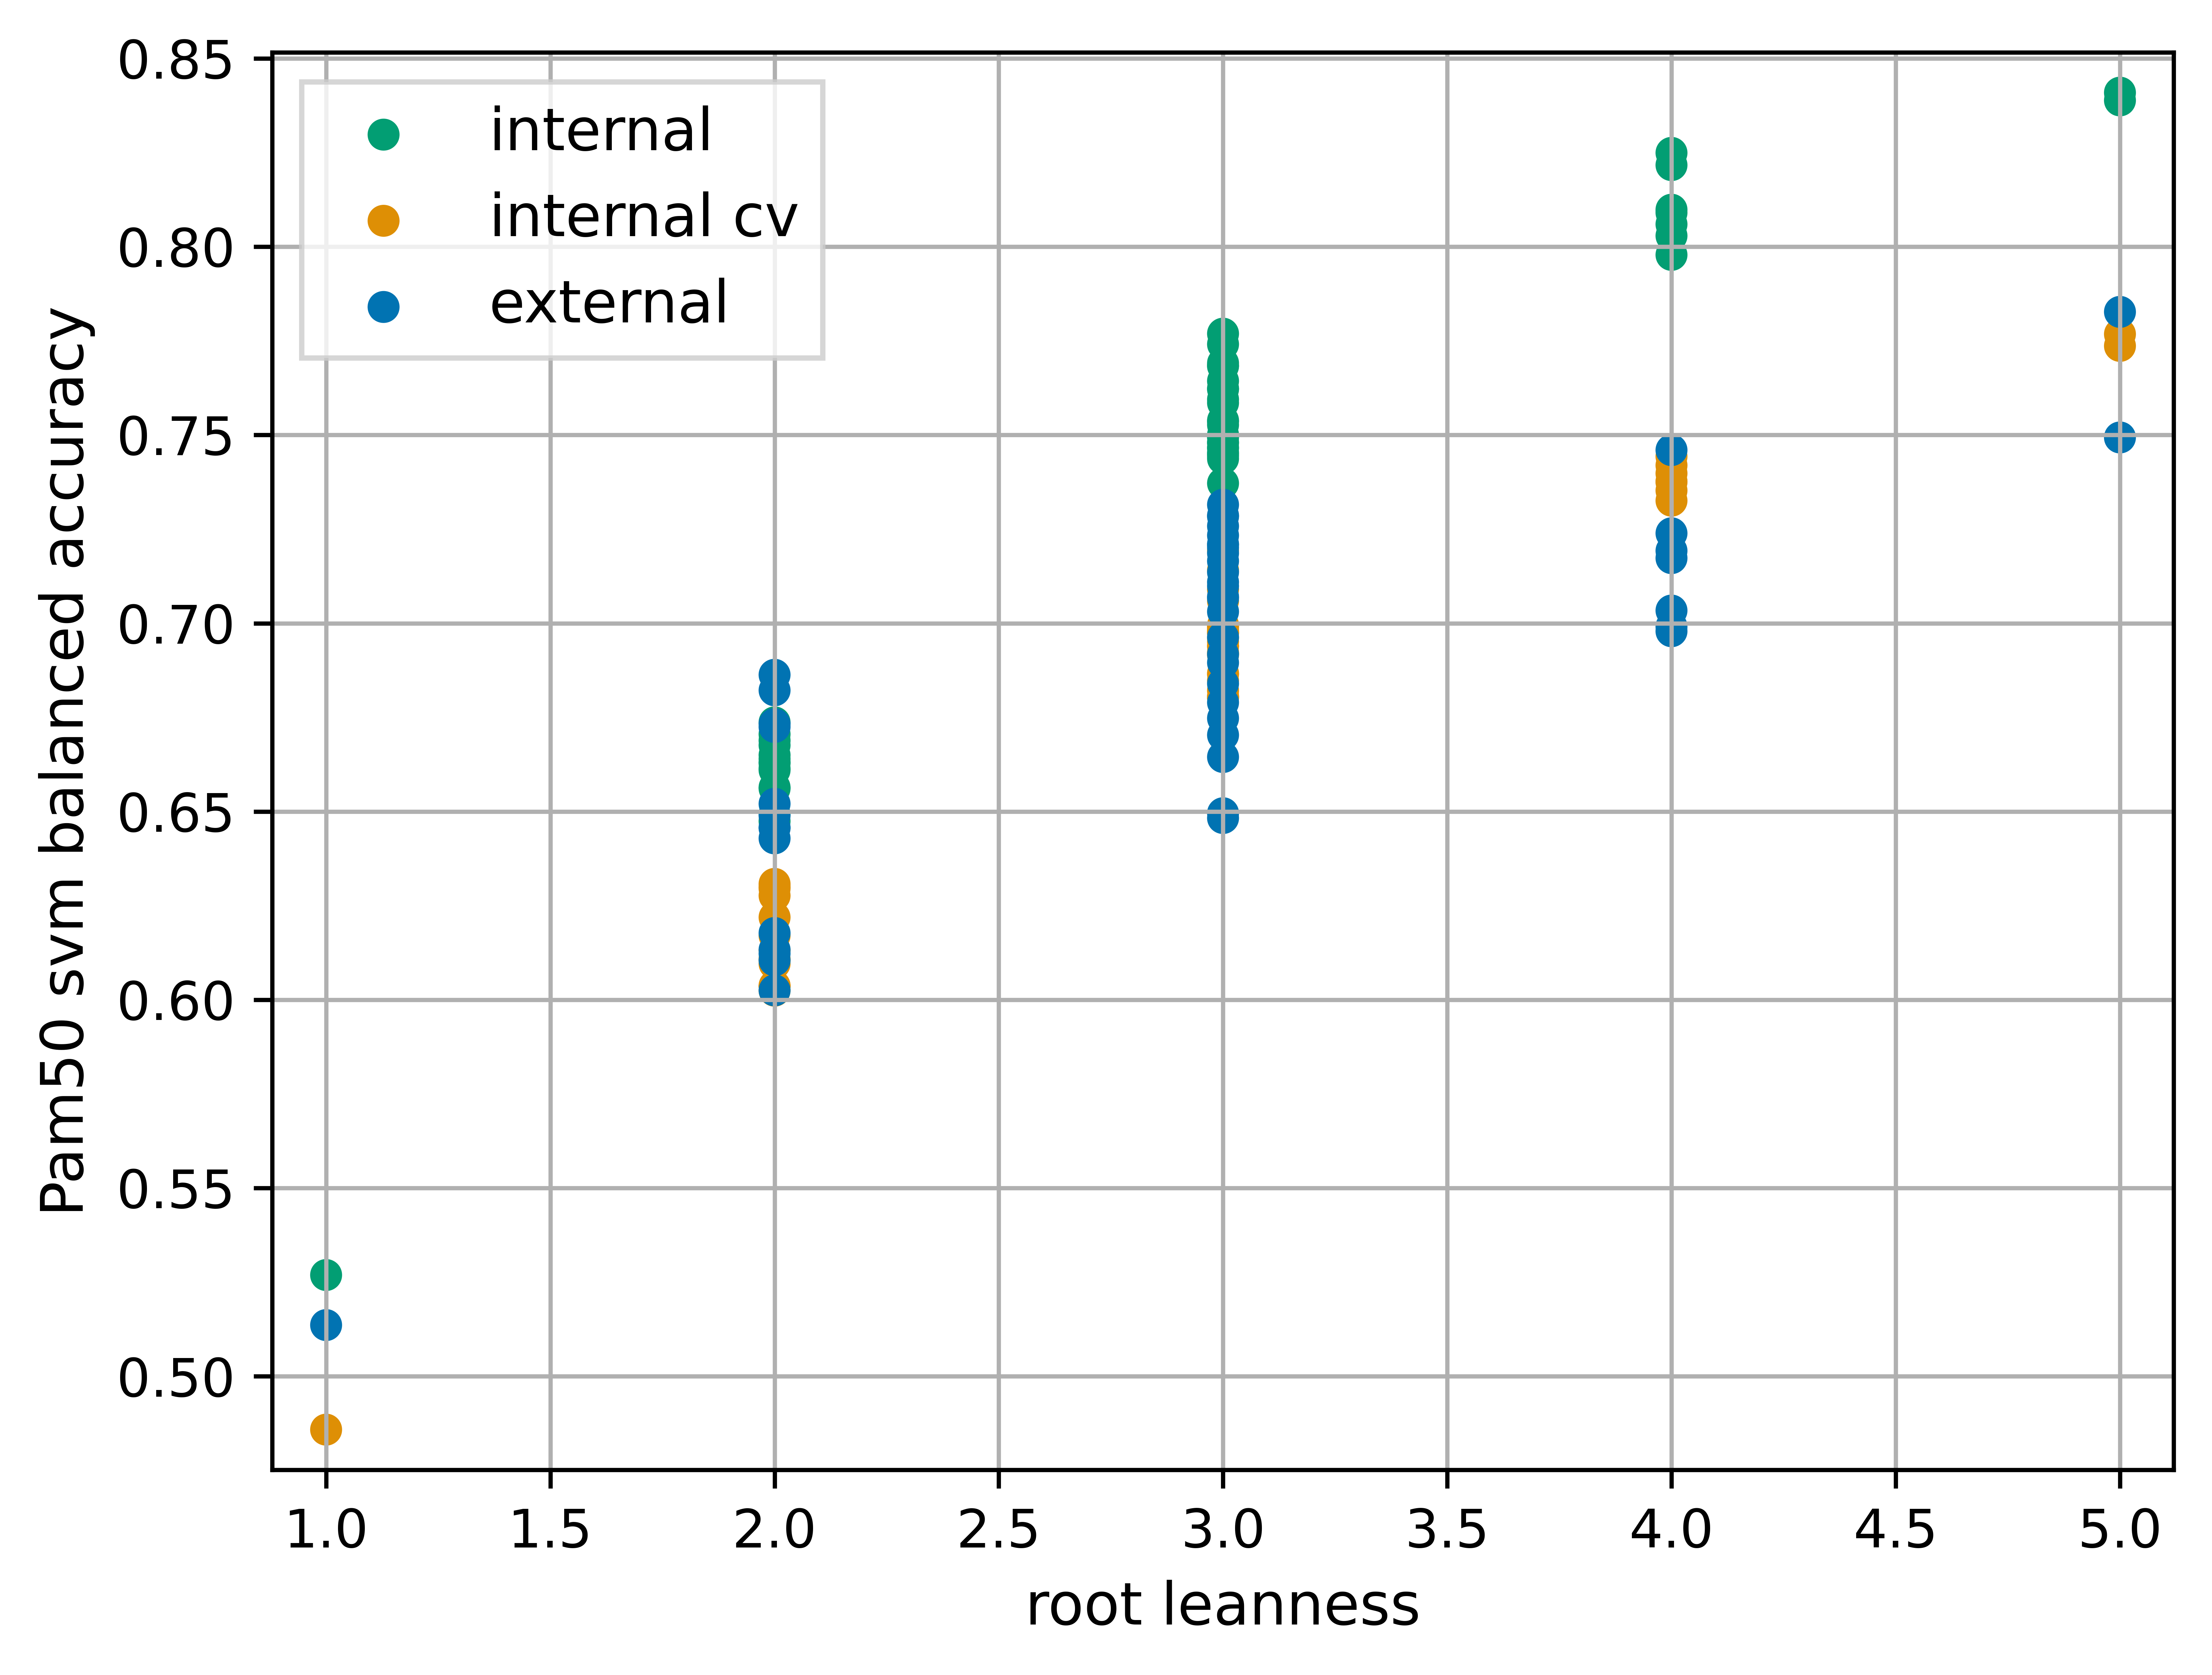 internal
internal cv
external
Pam50 svm balanced accuracy
0.85
0.80
0.75
0.70
0.65
0.60
0.55
0.50
1.0 1.5 2.0 2.5 3.0 3.5 4.0 4.5 5.0
root leanness